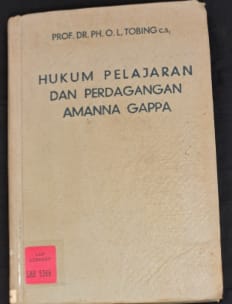 PROF. DR. PH. O. L. TOBING c.s,
HUKUM PELAJARAN
DAN PERDAGANGAN
AMANNA GAPPA